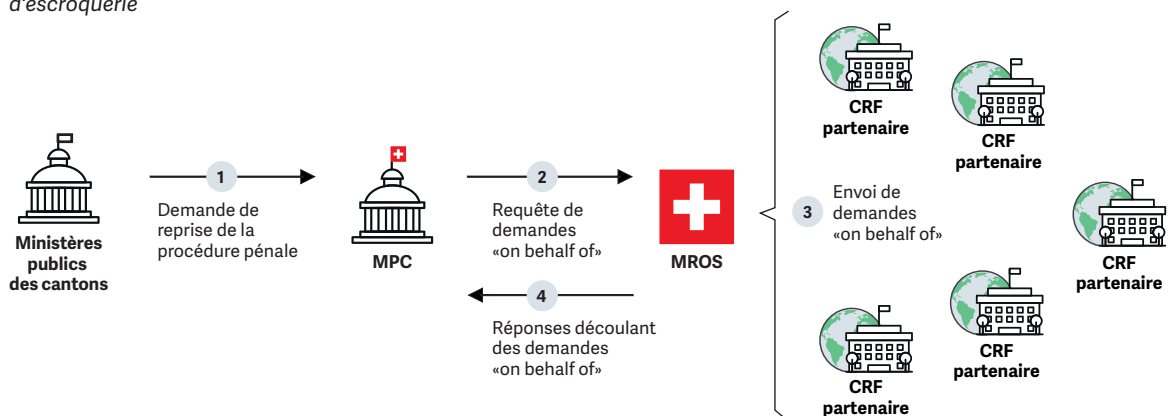 d'escroquerie
Ministères
publics
des cantons
1
Demande de
reprise de la
procédure pénale
MPC
2
Requête de
demandes
«on behalf of»
4
Réponses découlant
des demandes
«on behalf of»
MROS
3
Envoi de
demandes
«on behalf of»
CRF
partenaire
CRF
partenaire
CRF
partenaire
CRF
partenaire
CRF
partenaire